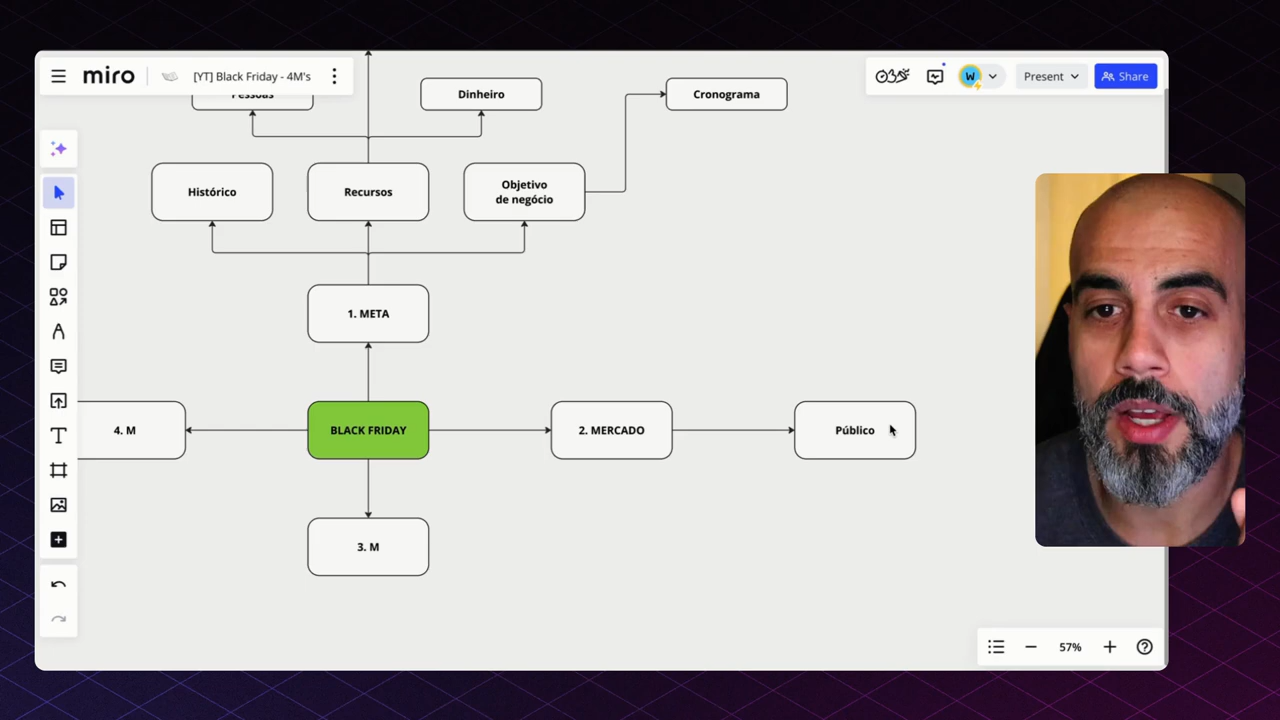 miro
[YT] Black Friday - 4M's
W
Present
Share
Pessoas
Dinheiro
Cronograma
Histórico
Recursos
Objetivo
de negócio
1. META
4. M
BLACK FRIDAY
2. MERCADO
Público
3. M
57%